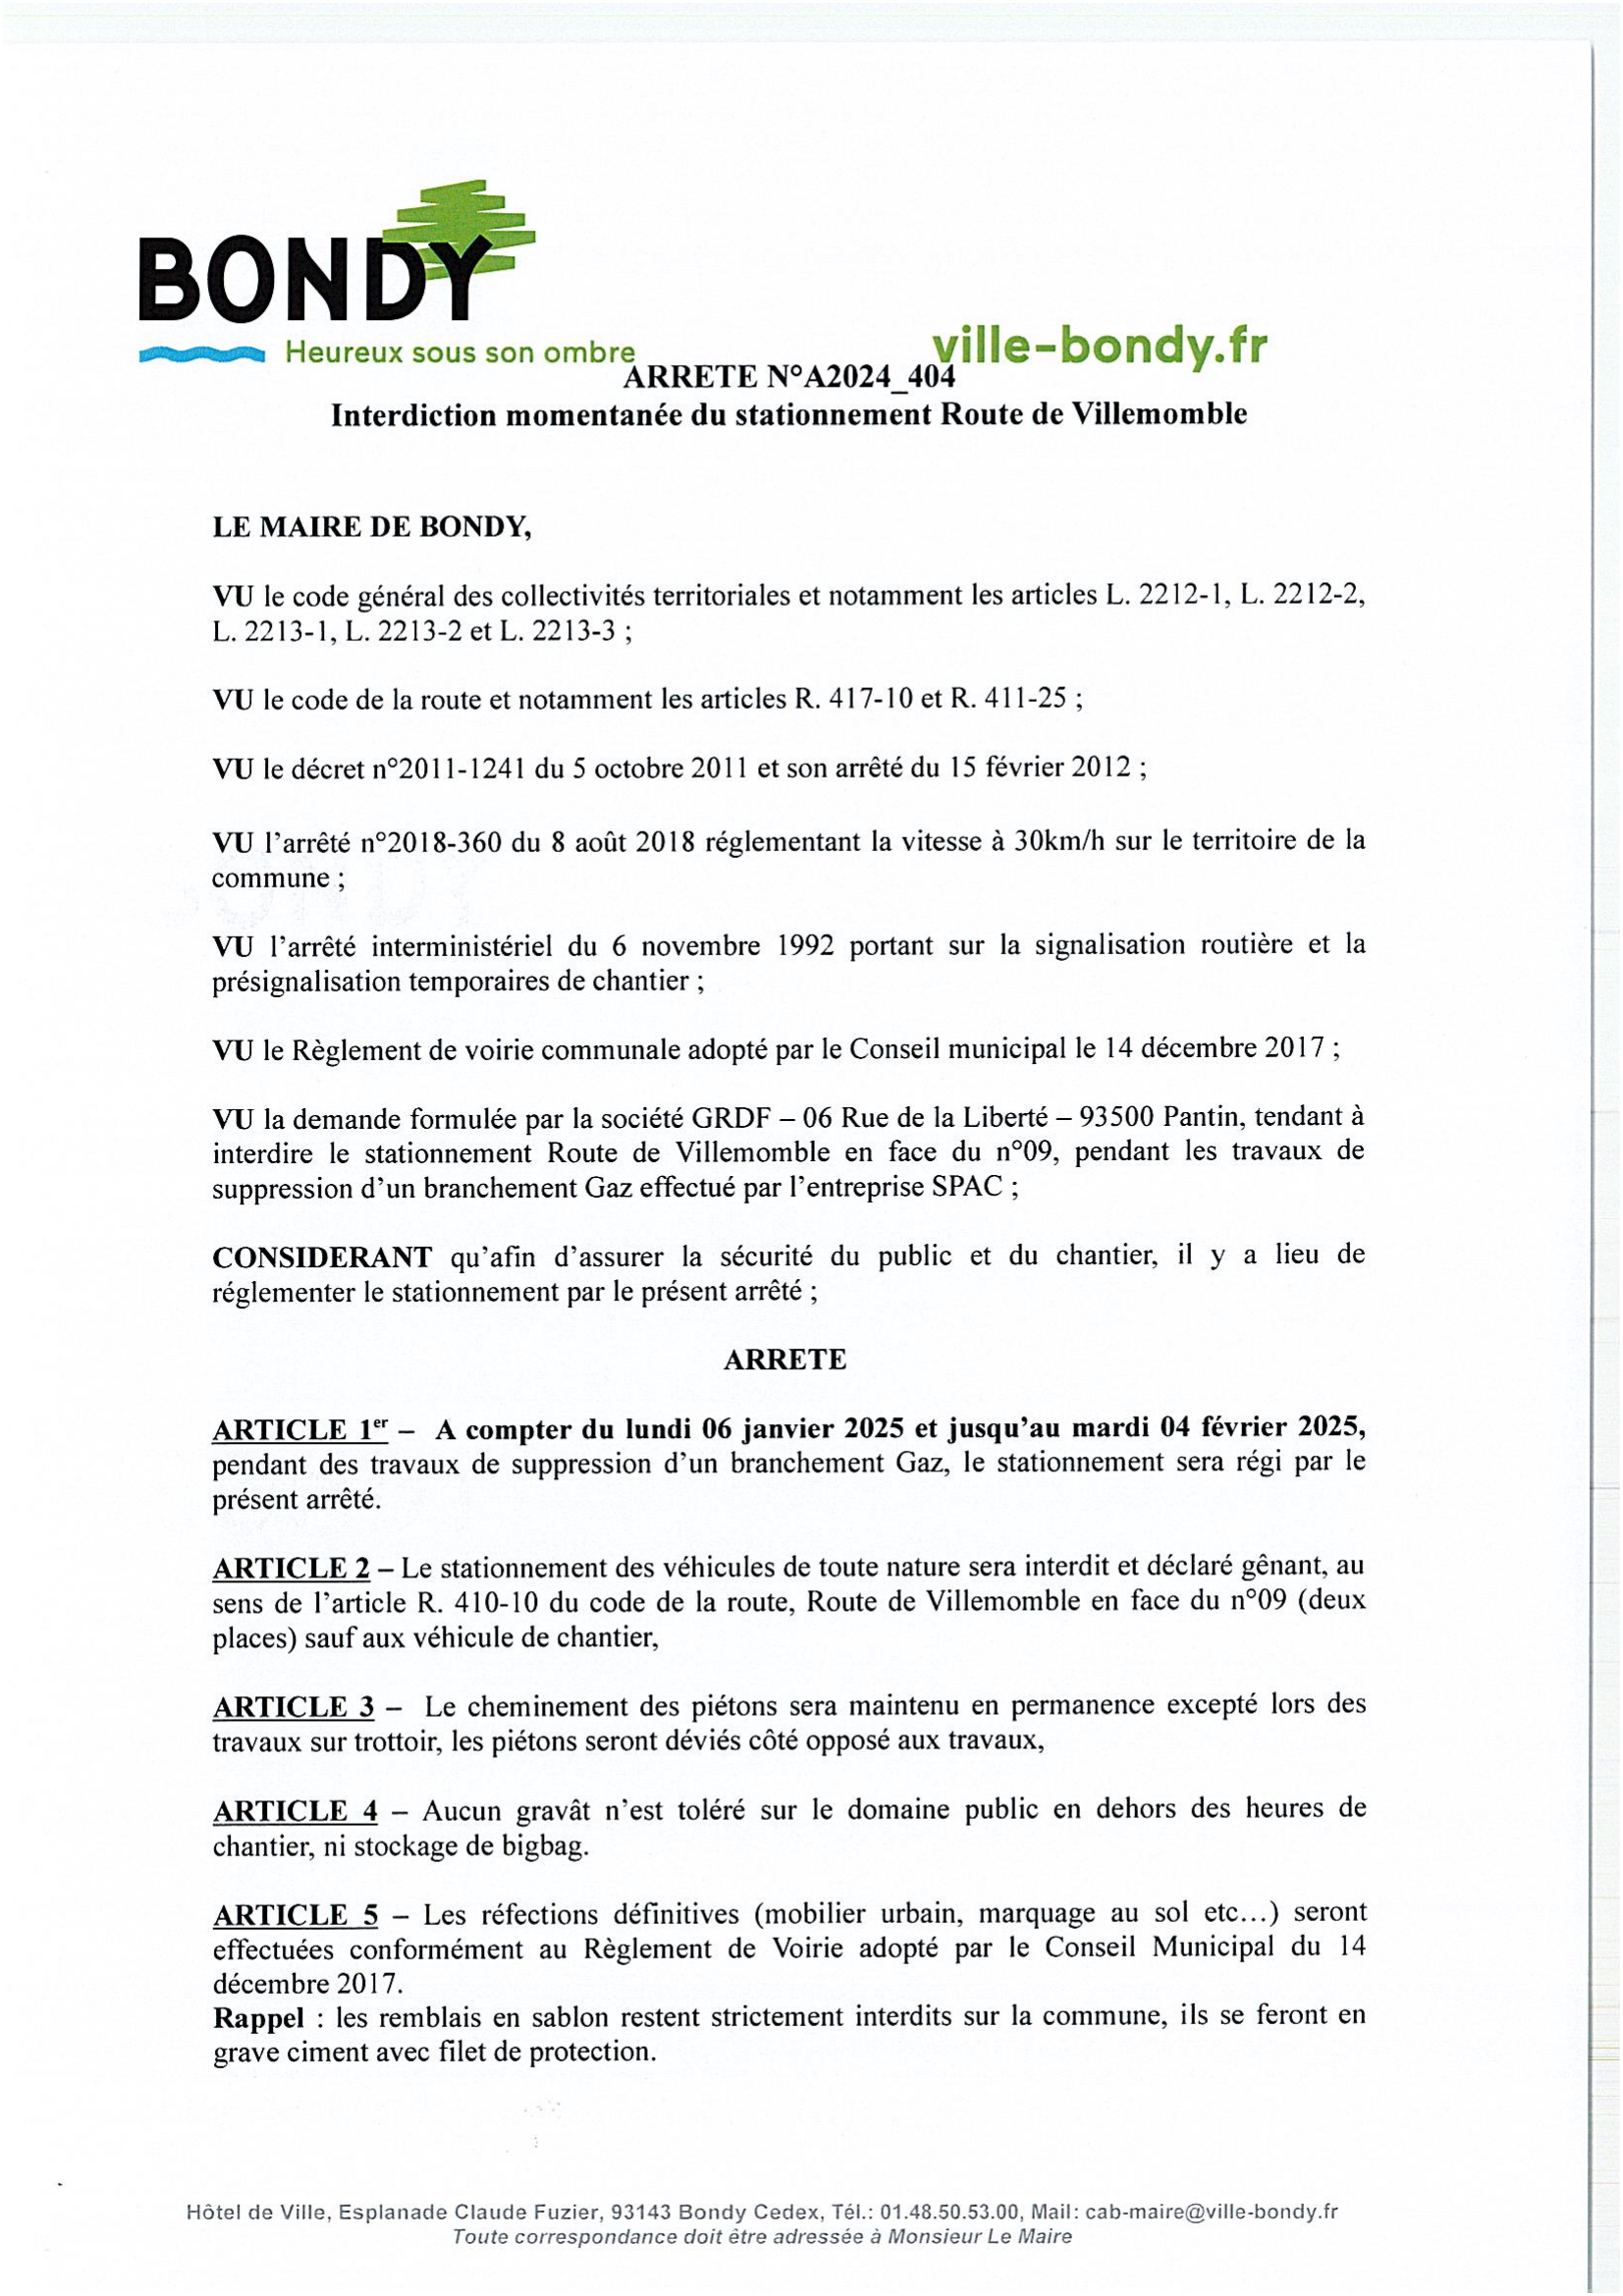 BONDY
Heureux sous son ombre
ville-bondy.fr
ARRETE N°A2024_404
Interdiction momentanée du stationnement Route de Villemomble
LE MAIRE DE BONDY,
VU le code général des collectivités territoriales et notamment les articles L. 2212-1, L. 2212-2,
L. 2213-1, L. 2213-2 et L. 2213-3 ;
VU le code de la route et notamment les articles R. 417-10 et R. 411-25 ;
VU le décret n°2011-1241 du 5 octobre 2011 et son arrêté du 15 février 2012 ;
VU l'arrêté n°2018-360 du 8 août 2018 réglementant la vitesse à 30km/h sur le territoire de la
commune ;
VU l'arrêté interministériel du 6 novembre 1992 portant sur la signalisation routière et la
présignalisation temporaires de chantier ;
VU le Règlement de voirie communale adopté par le Conseil municipal le 14 décembre 2017 ;
VU la demande formulée par la société GRDF – 06 Rue de la Liberté – 93500 Pantin, tendant à
interdire le stationnement Route de Villemomble en face du n°09, pendant les travaux de
suppression d'un branchement Gaz effectué par l'entreprise SPAC ;
CONSIDERANT qu'afin d'assurer la sécurité du public et du chantier, il y a lieu de
réglementer le stationnement par le présent arrêté ;
ARRETE
ARTICLE 1er – A compter du lundi 06 janvier 2025 et jusqu'au mardi 04 février 2025,
pendant des travaux de suppression d'un branchement Gaz, le stationnement sera régi par le
présent arrêté.
ARTICLE 2 – Le stationnement des véhicules de toute nature sera interdit et déclaré gênant, au
sens de l'article R. 410-10 du code de la route, Route de Villemomble en face du n°09 (deux
places) sauf aux véhicule de chantier,
ARTICLE 3 – Le cheminement des piétons sera maintenu en permanence excepté lors des
travaux sur trottoir, les piétons seront déviés côté opposé aux travaux,
ARTICLE 4 – Aucun gravât n'est toléré sur le domaine public en dehors des heures de
chantier, ni stockage de bigbag.
ARTICLE 5 – Les réfections définitives (mobilier urbain, marquage au sol etc…) seront
effectuées conformément au Règlement de Voirie adopté par le Conseil Municipal du 14
décembre 2017.
Rappel : les remblais en sablon restent strictement interdits sur la commune, ils se feront en
grave ciment avec filet de protection.
Hôtel de Ville, Esplanade Claude Fuzier, 93143 Bondy Cedex, Tél.: 01.48.50.53.00, Mail: cab-maire@ville-bondy.fr
Toute correspondance doit être adressée à Monsieur Le Maire